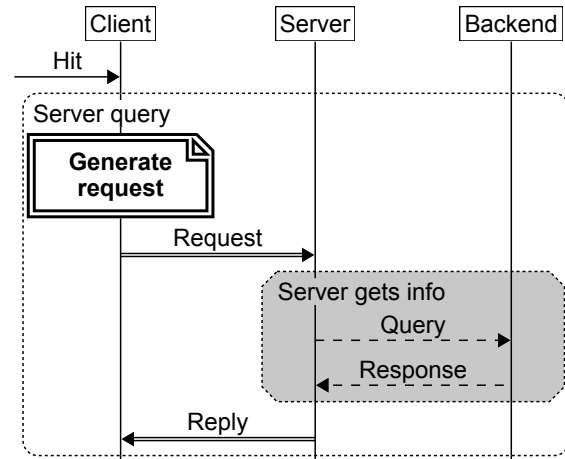 Client
Server
Backend
Hit
Server query
Generate
request
Request
Server gets info
Query
Response
Reply